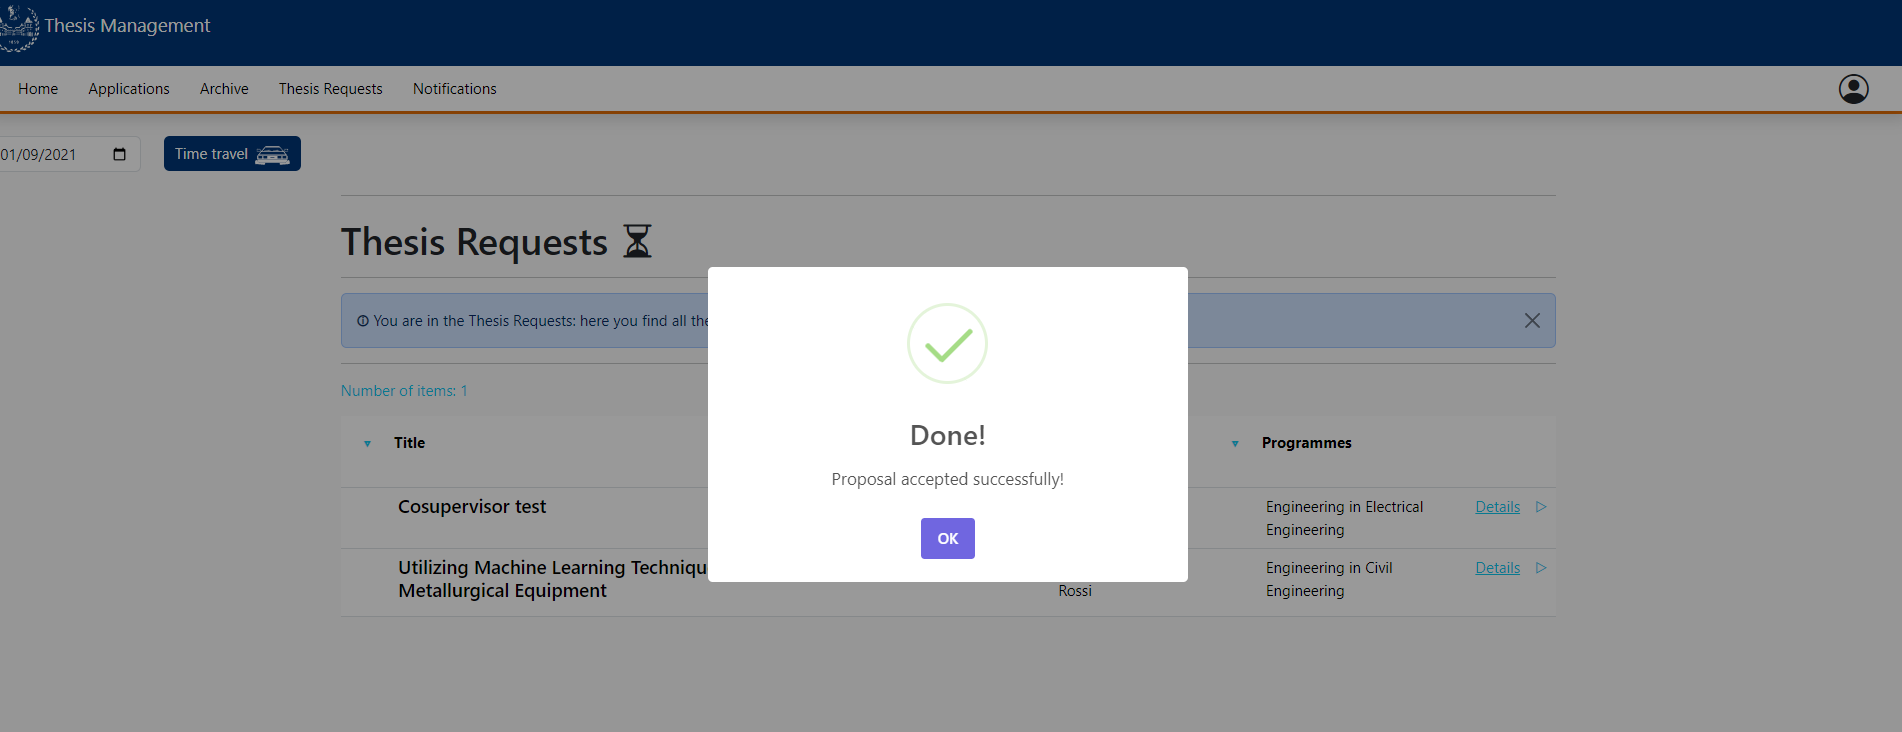 Thesis Management
Home
Applications
Archive
Thesis Requests
Notifications
01/09/2021
Time travel
Thesis Requests
You are in the Thesis Requests: here you find all
Number of items: 1
Title
Programmes
Cosupervisor test
Engineering in Electrical
Engineering
Details
Utilizing Machine Learning
Metallurgical Equipment
Rossi
Engineering in Civil
Engineering
Details
Done!
Proposal accepted successfully!
OK